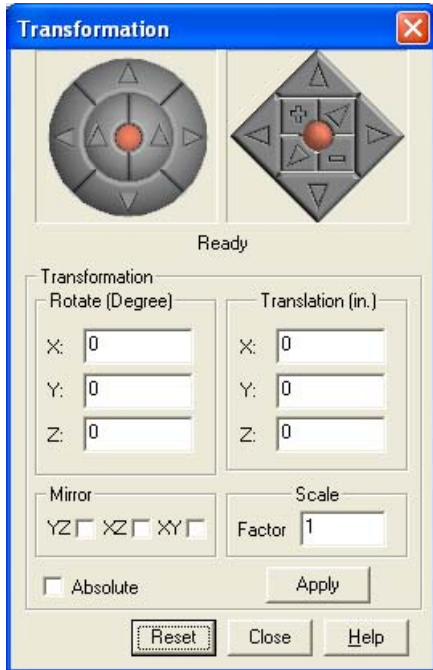 Transformation
Ready
Transformation
Rotate (Degree) Translation (in.)
X: 0 X: 0
Y: 0 Y: 0
Z: 0 Z: 0
Mirror Scale
YZ XZ XY Factor 1
Absolute Apply
Reset Close Help